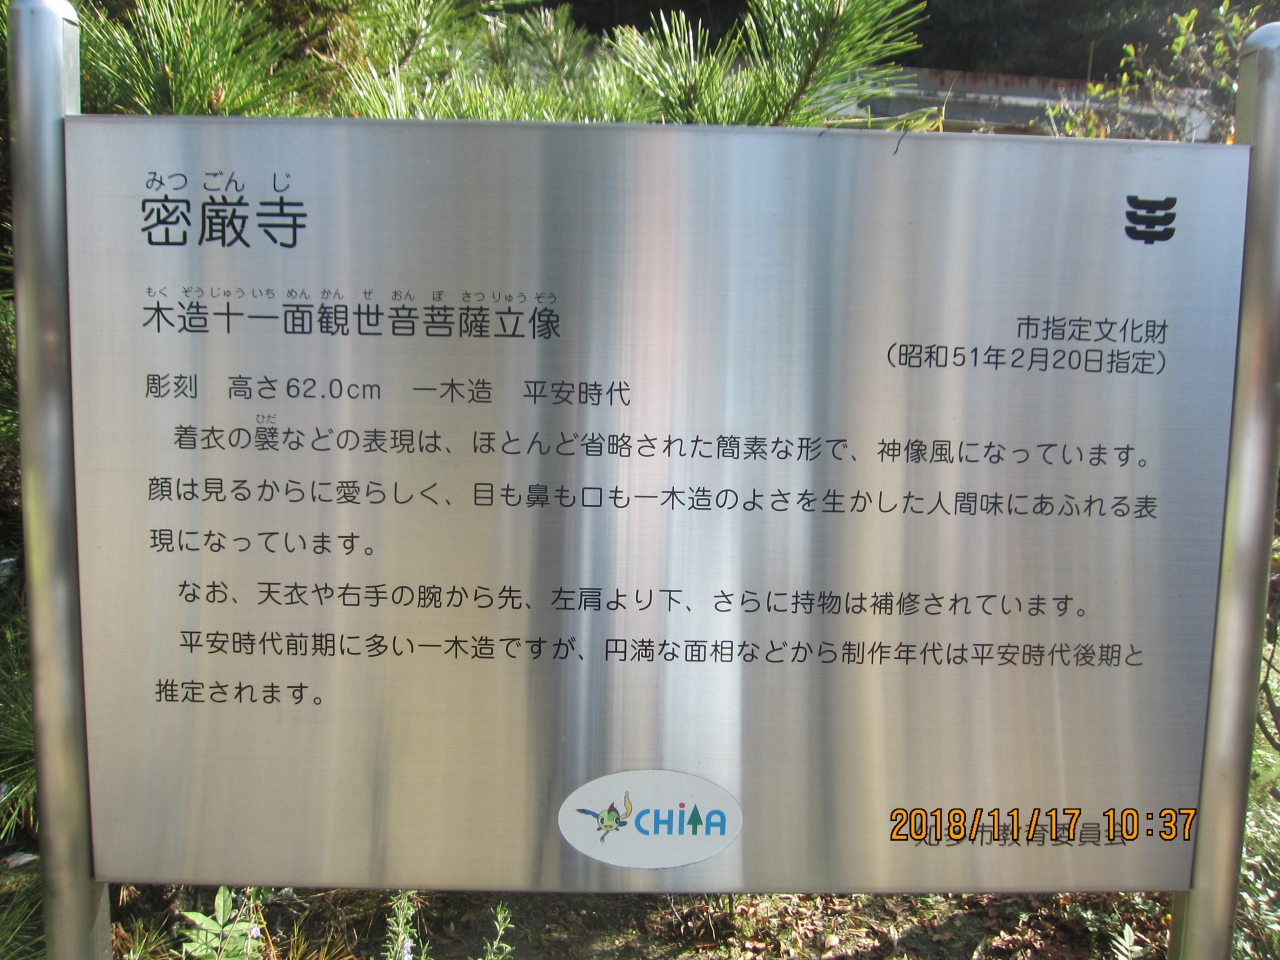 みつ ごん じ
密厳寺
もく ぞう じゅう いち めん かん ぜ おん ぼ さつ りゅう ぞう
木造十一面観世音菩薩立像
市指定文化財
(昭和51年2月20日指定)
彫刻 高さ62.0cm 一木造 平安時代
ひだ
着衣の襞などの表現は、ほとんど省略された簡素な形で、神像風になっています。
顔は見るからに愛らしく、目も鼻も口も一木造のよさを生かした人間味にあふれる表
現になっています。
なお、天衣や右手の腕から先、左肩より下、さらに持物は補修されています。
平安時代前期に多い一木造ですが、円満な面相などから制作年代は平安時代後期と
推定されます。
CHITA
知多市教育委員会
2018/11/17 10:37